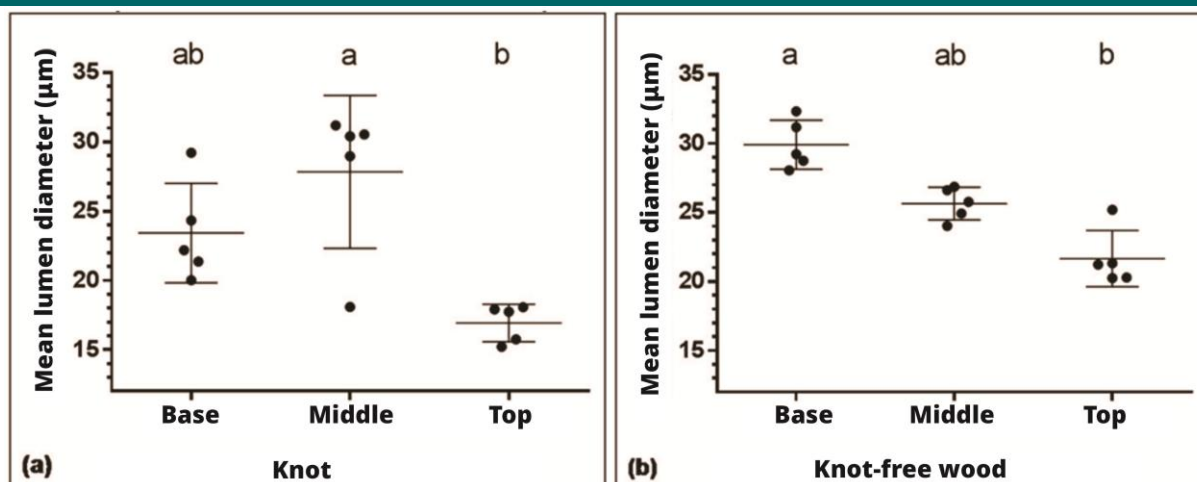 ab a b
Mean lumen diameter (µm)
35
30
25
20
15
Base Middle Top
(a) Knot
a ab b
Mean lumen diameter (µm)
35
30
25
20
15
Base Middle Top
(b) Knot-free wood